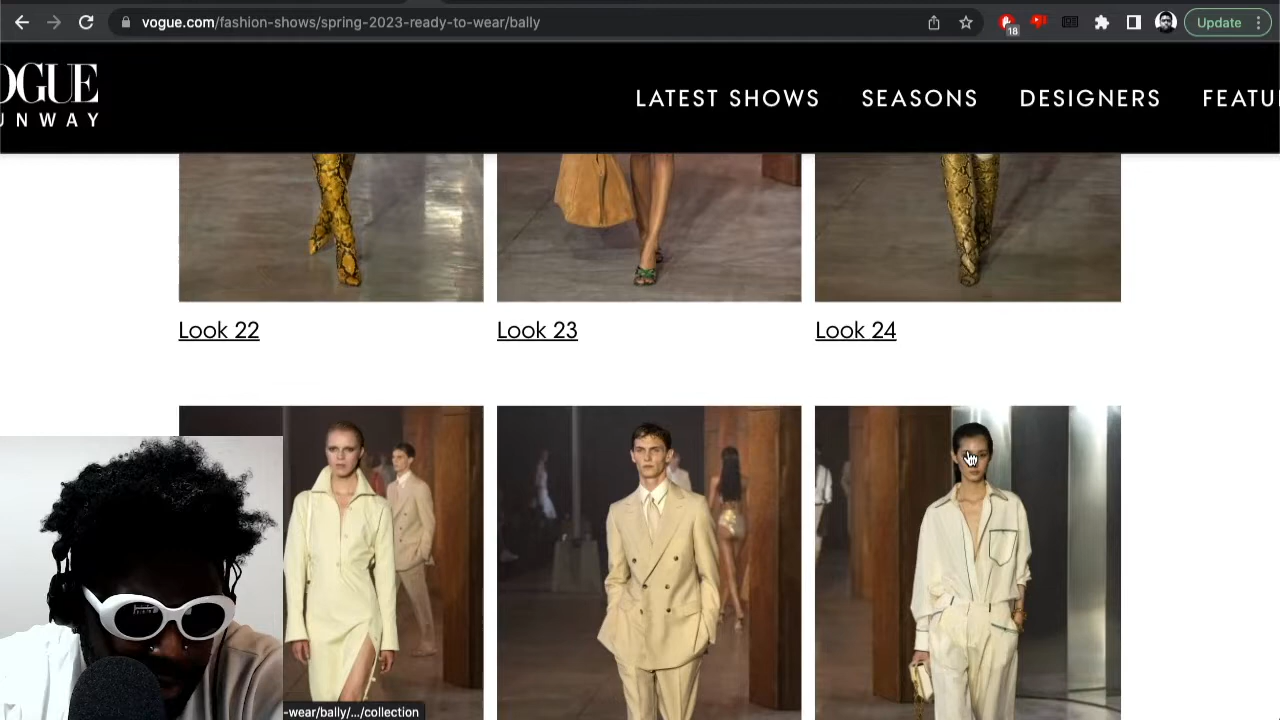 vogue.com/fashion-shows/spring-2023-ready-to-wear/bally
18
Update
OGUE
UNWAY
LATEST SHOWS
SEASONS
DESIGNERS
FEATU
Look 22
Look 23
Look 24
-wear/bally/.../collection